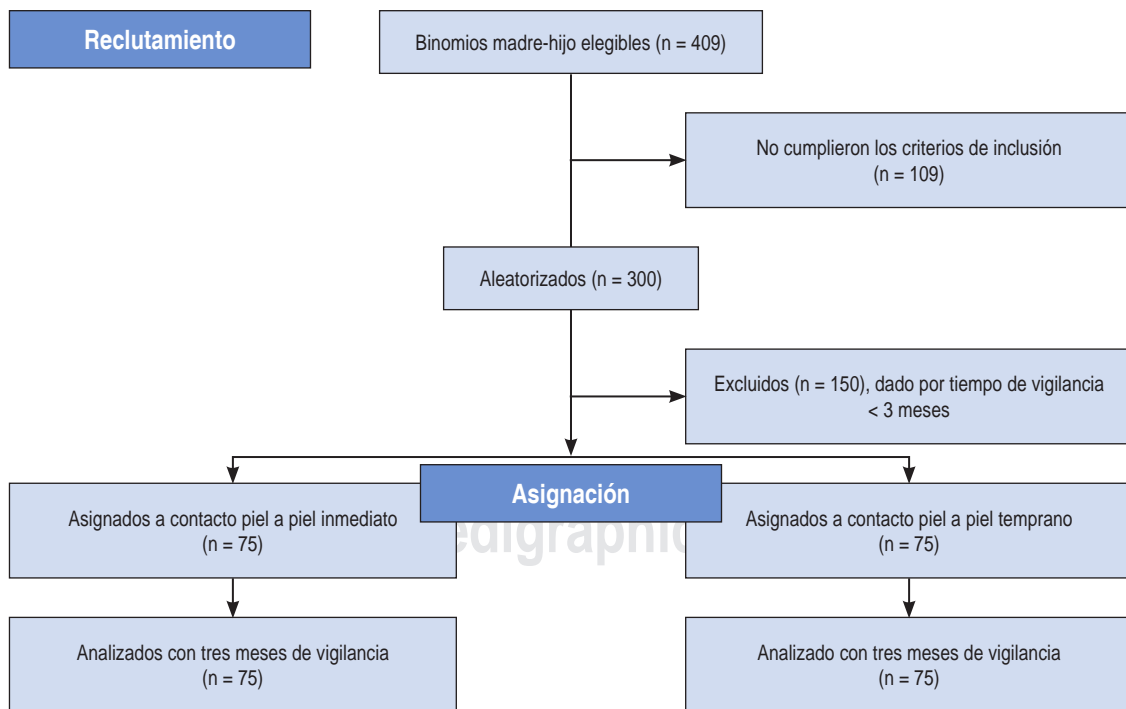 Reclutamiento
Binomios madre-hijo elegibles (n = 409)
No cumplieron los criterios de inclusión
(n = 109)
Aleatorizados (n = 300)
Excluidos (n = 150), dado por tiempo de vigilancia
< 3 meses
Asignación
Asignados a contacto piel a piel inmediato
(n = 75)
Asignados a contacto piel a piel temprano
(n = 75)
edigraphic
Analizados con tres meses de vigilancia
(n = 75)
Analizado con tres meses de vigilancia
(n = 75)